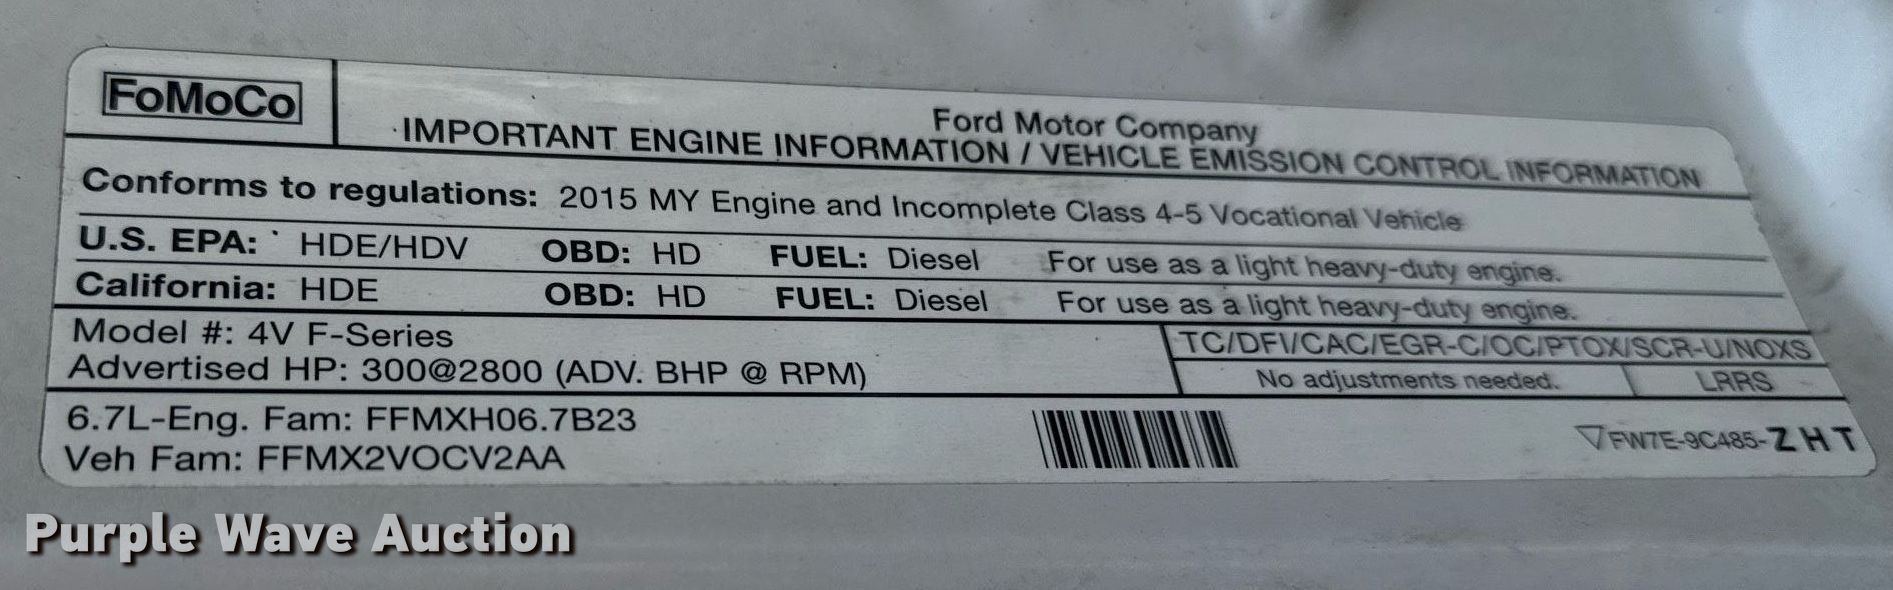 FoMoCo
Ford Motor Company
IMPORTANT ENGINE INFORMATION / VEHICLE EMISSION CONTROL INFORMATION
Conforms to regulations: 2015 MY Engine and Incomplete Class 4-5 Vocational Vehicle
U.S. EPA: HDE/HDV OBD: HD FUEL: Diesel For use as a light heavy-duty engine.
California: HDE OBD: HD FUEL: Diesel For use as a light heavy-duty engine.
Model #: 4V F-Series
TC/DFI/CAC/EGR-C/OC/PTOX/SCR-U/NOXS
Advertised HP: 300@2800 (ADV. BHP @ RPM)
No adjustments needed. LRRS
6.7L-Eng. Fam: FFMXH06.7B23
Veh Fam: FFMX2VOCV2AA
▽FW7E-9C485-Z H T
Purple Wave Auction